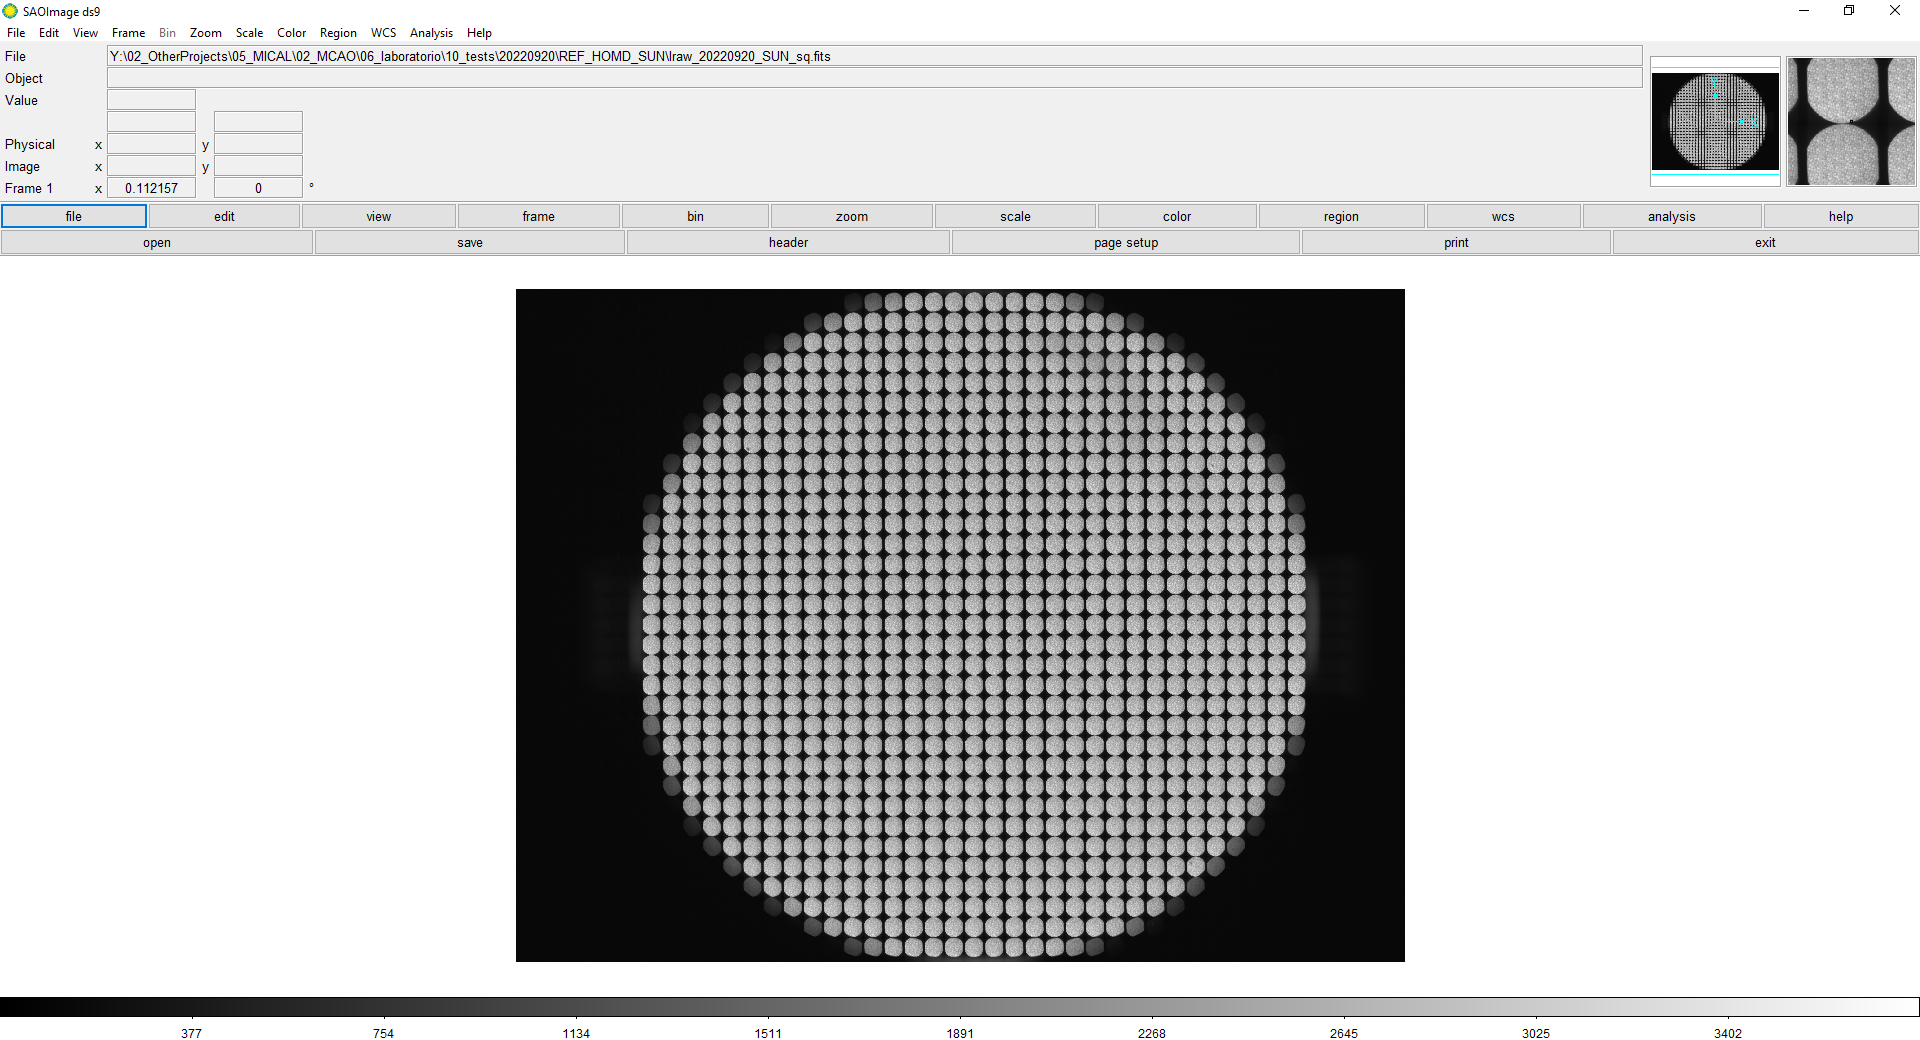 SAOImage ds9
File Edit View Frame Bin Zoom Scale Color Region WCS Analysis Help
File Y:\02_OtherProjects\05_MICAL\02_MCAO\06_laboratorio\10_tests\20220920\REF_HOMD_SUN\Iraw_20220920_SUN_sq.fits
Object
Value
Physical x y
Image x y
Frame 1 x 0.112157 0 °
file edit view frame bin zoom scale color region wcs analysis help
open save header page setup print exit
377 754 1134 1511 1891 2268 2645 3025 3402